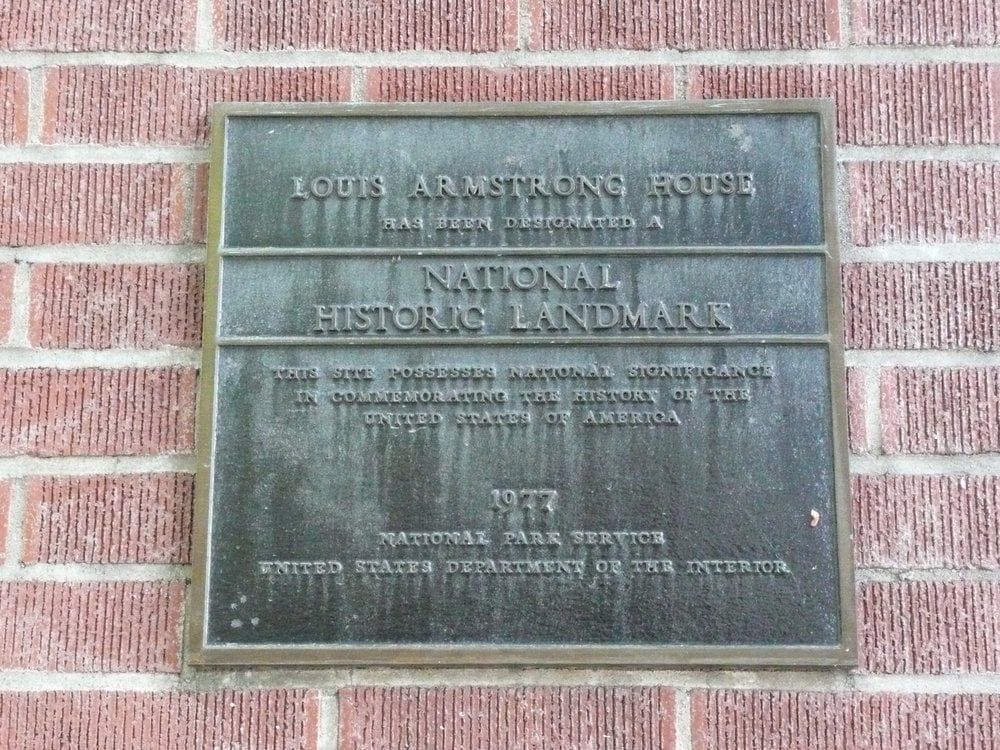 LOUIS ARMSTRONG HOUSE
HAS BEEN DESIGNATED A
NATIONAL
HISTORIC LANDMARK
THIS SITE POSSESSES NATIONAL SIGNIFICANCE
IN COMMEMORATING THE HISTORY OF THE
UNITED STATES OF AMERICA
1977
NATIONAL PARK SERVICE
UNITED STATES DEPARTMENT OF THE INTERIOR